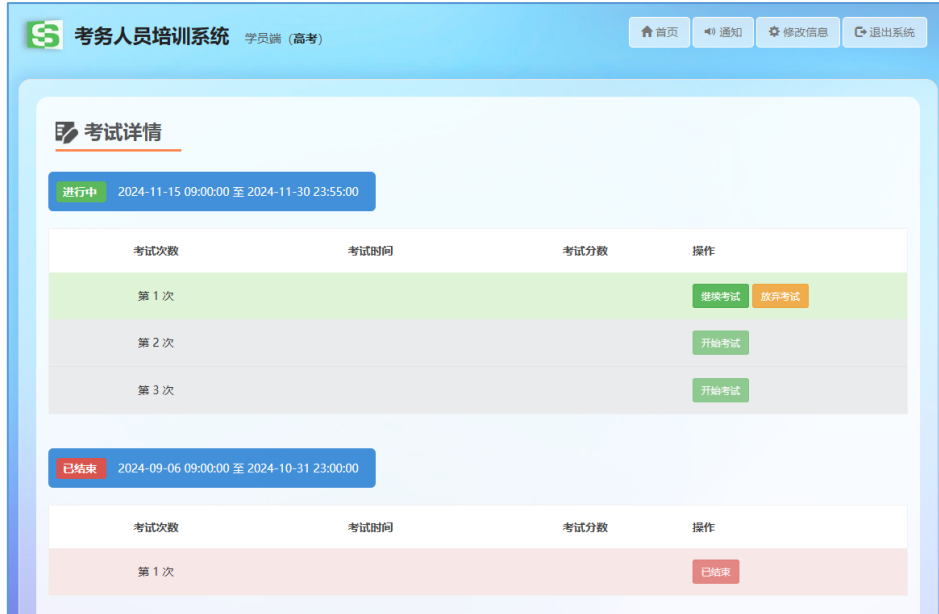 考务人员培训系统 学员端 (高考) 首页 通知 修改信息 退出系统
考试详情
进行中 2024-11-15 09:00:00 至 2024-11-30 23:55:00
考试次数 考试时间 考试分数 操作
第 1 次 继续考试 放弃考试
第 2 次 开始考试
第 3 次 开始考试
已结束 2024-09-06 09:00:00 至 2024-10-31 23:00:00
考试次数 考试时间 考试分数 操作
第 1 次 已结束